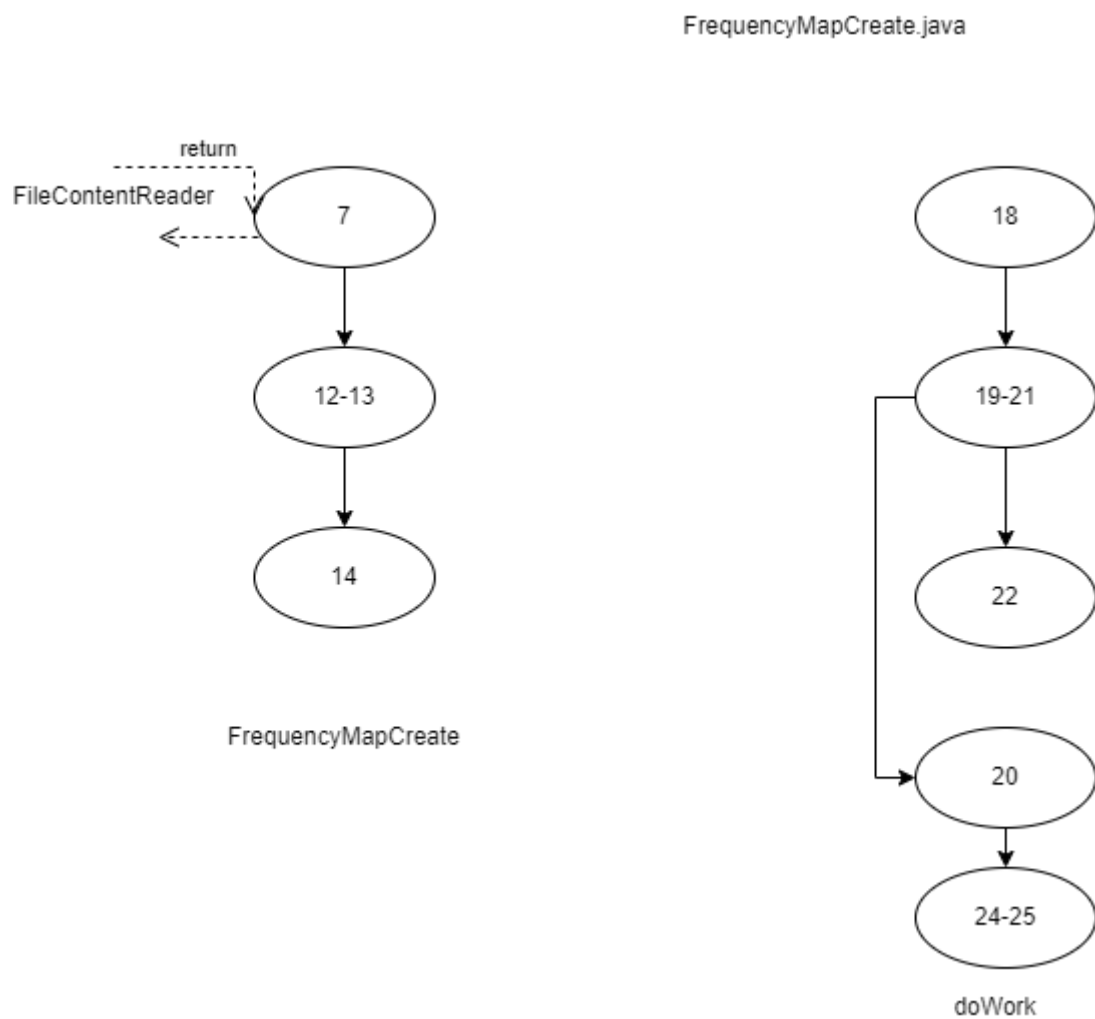 FrequencyMapCreate.java
return
FileContentReader
7
12-13
14
FrequencyMapCreate
18
19-21
22
20
24-25
doWork